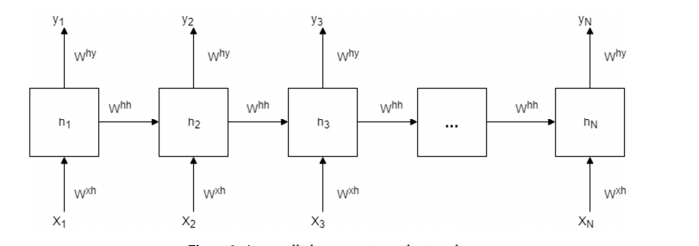 y1 y2 y3 yN
Why Why Why Why
h1 Whh h2 Whh h3 Whh ... Whh hN
Wxh Wxh Wxh Wxh
X1 X2 X3 XN